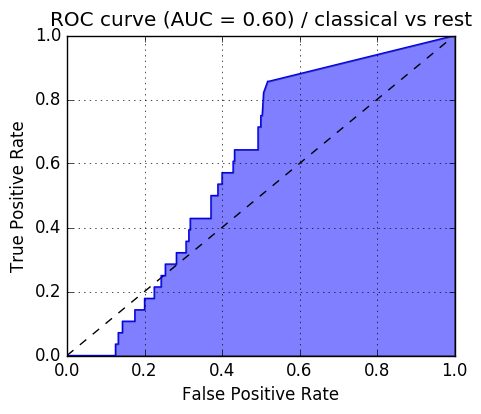 ROC curve (AUC = 0.60) / classical vs rest
True Positive Rate
1.0
0.8
0.6
0.4
0.2
0.0
0.0 0.2 0.4 0.6 0.8 1.0
False Positive Rate